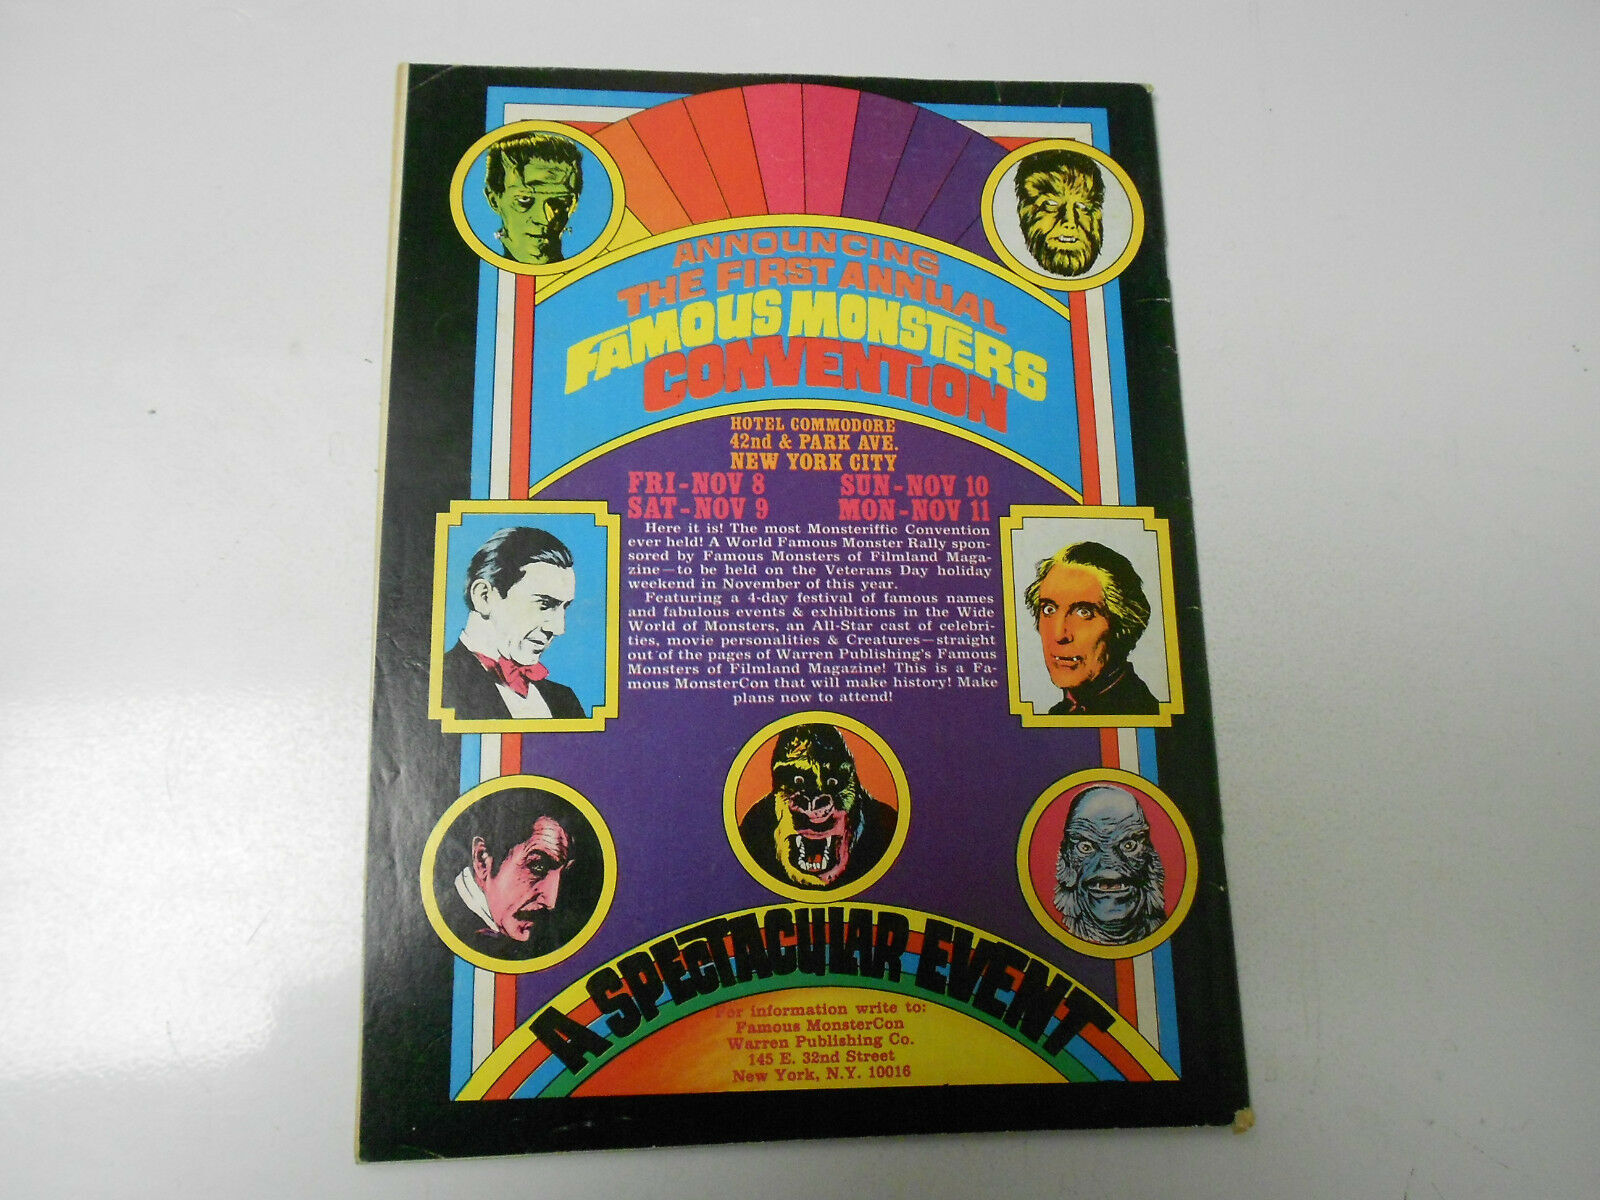 ANNOUNCING
THE FIRST ANNUAL
FAMOUS MONSTERS
CONVENTION
HOTEL COMMODORE
42nd & PARK AVE.
NEW YORK CITY
FRI-NOV 8 SUN-NOV 10
SAT-NOV 9 MON-NOV 11
Here it is! The most Monsteriffic Convention
ever held! A World Famous Monster Rally spon-
sored by Famous Monsters of Filmland Maga-
zine—to be held on the Veterans Day holiday
weekend in November of this year.
Featuring a 4-day festival of famous names
and fabulous events & exhibitions in the Wide
World of Monsters, an All-Star cast of celebri-
ties, movie personalities & Creatures—straight
out of the pages of Warren Publishing's Famous
Monsters of Filmland Magazine! This is a Fa-
mous MonsterCon that will make history! Make
plans now to attend!
A SPECTACULAR EVENT
For information write to:
Famous MonsterCon
Warren Publishing Co.
145 E. 32nd Street
New York, N.Y. 10016